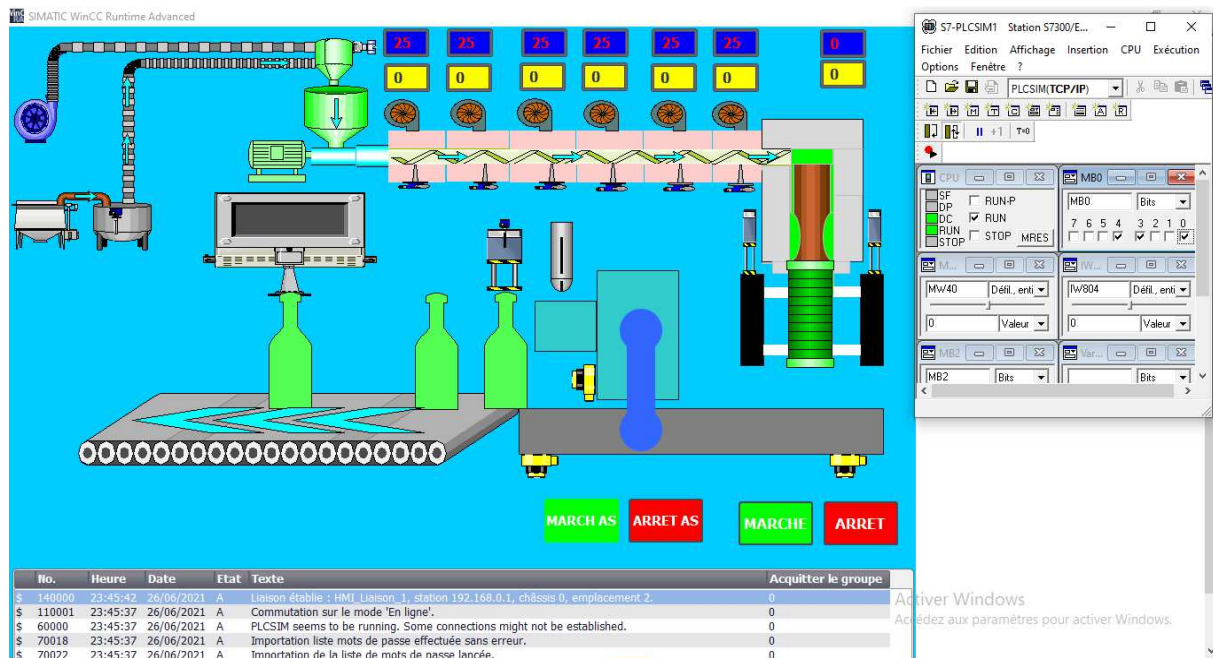 SIMATIC WinCC Runtime Advanced
25 25 25 25 25 25 0
0 0 0 0 0 0 0
MARCH AS ARRET AS MARCHE ARRET
No. Heure Date Etat Texte Acquitter le groupe
$ 140000 23:45:42 26/06/2021 A Liaison établie : HMI_Liaison_1, station 192.168.0.1, châssis 0, emplacement 2. 0
$ 110001 23:45:37 26/06/2021 A Commutation sur le mode 'En ligne'. 0
$ 60000 23:45:37 26/06/2021 A PLCSIM seems to be running. Some connections might not be established. 0
$ 70018 23:45:37 26/06/2021 A Importation liste mots de passe effectuée sans erreur. 0
$ 70022 23:45:37 26/06/2021 A Importation de la liste de mots de passe lancée. 0
S7-PLCSIM1 Station S7300/E...
Fichier Edition Affichage Insertion CPU Exécution
Options Fenêtre ?
PLCSIM(TCP/IP)
+1 T=0
CPU
SF
DP
DC
RUN
STOP
RUN-P
RUN
STOP MRES
MB0
MB0 Bits
7 6 5 4 3 2 1 0
M...
MW40 Défil., enti
0 Valeur
IW...
IW804 Défil., enti
0 Valeur
MB2
MB2 Bits
Var...
Bits
Activer Windows
Accédez aux paramètres pour activer Windows.